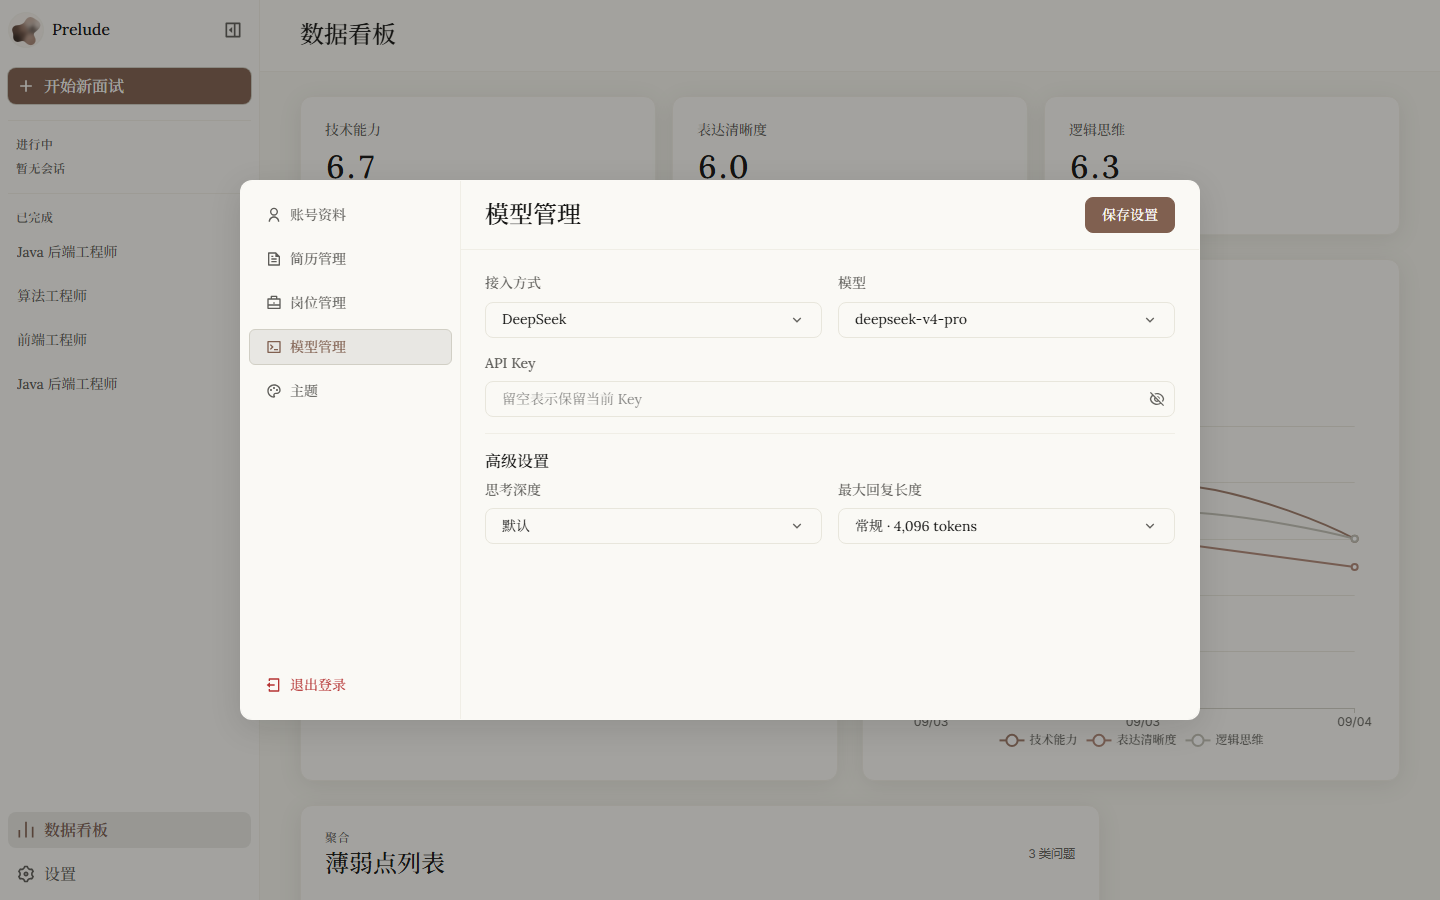 Prelude
开始新面试
进行中
暂无会话
已完成
Java 后端工程师
算法工程师
前端工程师
Java 后端工程师
数据看板
设置
数据看板
技术能力
6.7
表达清晰度
6.0
逻辑思维
6.3
账号资料
简历管理
岗位管理
模型管理
主题
退出登录
模型管理
保存设置
接入方式
模型
DeepSeek
deepseek-v4-pro
API Key
留空表示保留当前 Key
高级设置
思考深度
最大回复长度
默认
常规 · 4,096 tokens
09/03
09/03
09/04
技术能力
表达清晰度
逻辑思维
聚合
薄弱点列表
3 类问题